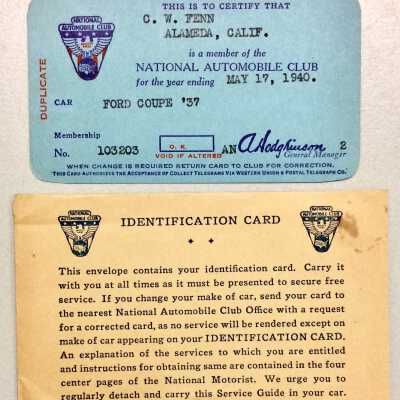 THIS IS TO CERTIFY THAT
C. W. FENN
ALAMEDA, CALIF.
is a member of the
NATIONAL AUTOMOBILE CLUB
for the year ending MAY 17, 1940.
NATIONAL
AUTOMOBILE CLUB
DUPLICATE
CAR FORD COUPE '37
Membership
No. 103203
O. K.
VOID IF ALTERED
AN A Hodgkinson 2
General Manager
WHEN CHANGE IS REQUIRED RETURN CARD TO CLUB FOR CORRECTION.
THIS CARD AUTHORIZES THE ACCEPTANCE OF COLLECT TELEGRAMS VIA WESTERN UNION & POSTAL TELEGRAPH CO.
NATIONAL
AUTOMOBILE CLUB
IDENTIFICATION CARD
NATIONAL
AUTOMOBILE CLUB
This envelope contains your identification card. Carry it
with you at all times as it must be presented to secure free
service. If you change your make of car, send your card to
the nearest National Automobile Club Office with a request
for a corrected card, as no service will be rendered except on
make of car appearing on your IDENTIFICATION CARD.
An explanation of the services to which you are entitled
and instructions for obtaining same are contained in the four
center pages of the National Motorist. We urge you to
regularly detach and carry this Service Guide in your car.